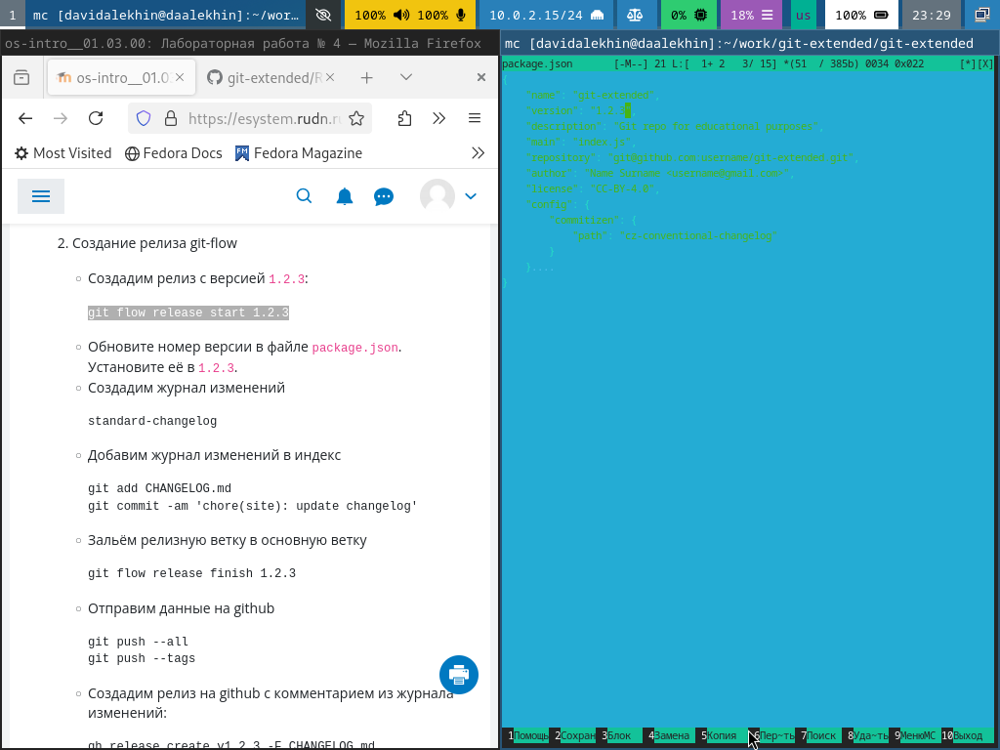 1 mc [davidalekhin@daalekhin]:~/wor… 100% 100% 10.0.2.15/24 0% 18% us 100% 23:29
os-intro__01.03.00: Лабораторная работа № 4 — Mozilla Firefox
os-intro__01.0
git-extended/R
https://esystem.rudn.r
Most Visited Fedora Docs Fedora Magazine
2. Создание релиза git-flow
Создадим релиз с версией 1.2.3:
git flow release start 1.2.3
Обновите номер версии в файле package.json.
Установите её в 1.2.3.
Создадим журнал изменений
standard-changelog
Добавим журнал изменений в индекс
git add CHANGELOG.md
git commit -am 'chore(site): update changelog'
Зальём релизную ветку в основную ветку
git flow release finish 1.2.3
Отправим данные на github
git push --all
git push --tags
Создадим релиз на github с комментарием из журнала
изменений:
gh release create v1.2.3 -F CHANGELOG.md
mc [davidalekhin@daalekhin]:~/work/git-extended/git-extended
package.json [-M--] 21 L:[ 1+ 2 3/ 15] *(51 / 385b) 0034 0x022 [*][X]
{
"name": "git-extended",
"version": "1.2.3",
"description": "Git repo for educational purposes",
"main": "index.js",
"repository": "git@github.com:username/git-extended.git",
"author": "Name Surname <username@gmail.com>",
"license": "CC-BY-4.0",
"config": {
"commitizen": {
"path": "cz-conventional-changelog"
}
}....
}
1Помощь 2Сохран 3Блок 4Замена 5Копия 6Пер~ть 7Поиск 8Уда~ть 9МенюMC 10Выход